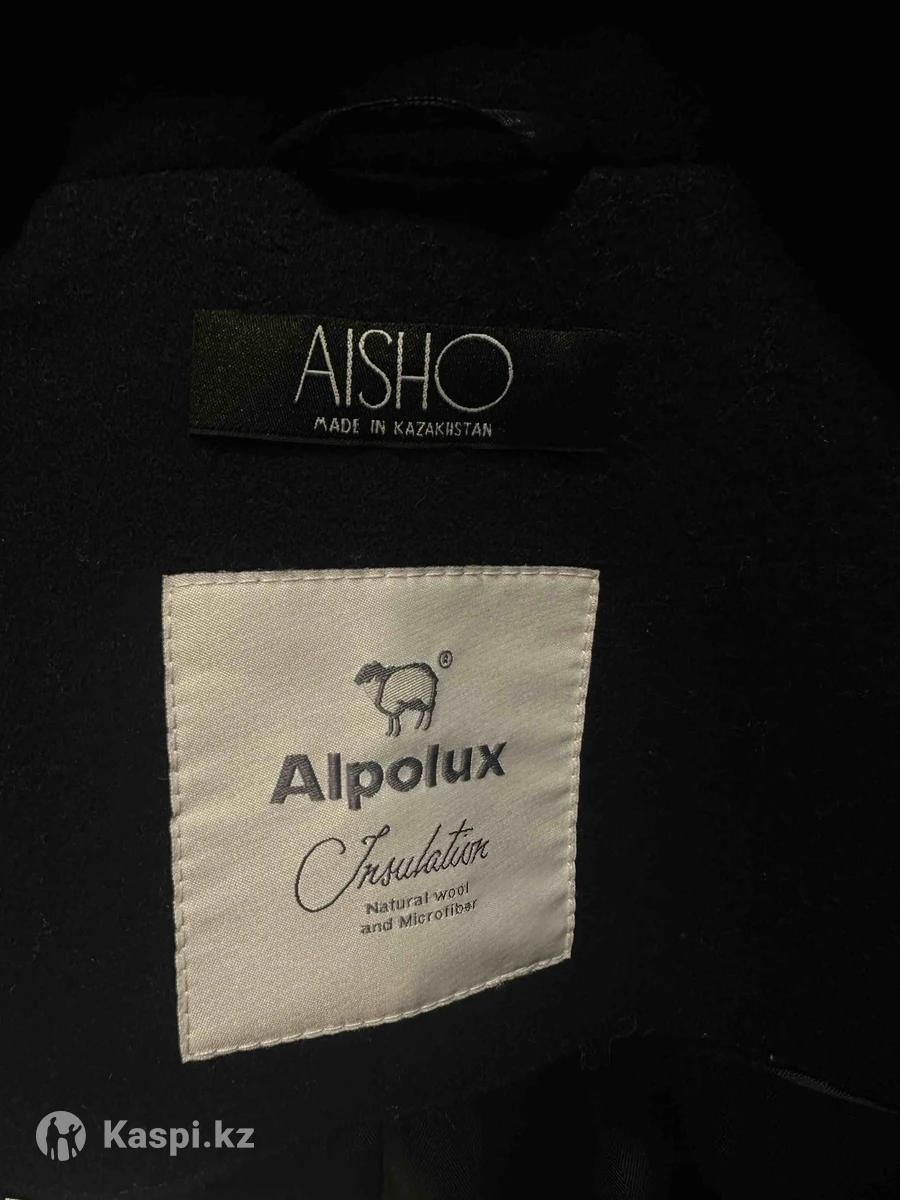 AISHO
MADE IN KAZAKHSTAN
®
Alpolux
Insulation
Natural wool
and Microfiber
Kaspi.kz